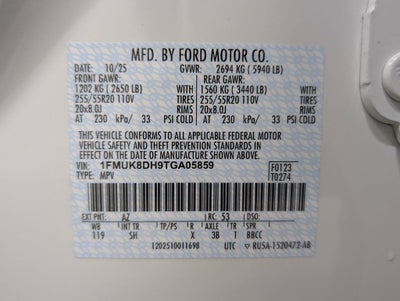 MFD. BY FORD MOTOR CO.
DATE: 10/25 GVWR: 2694 KG ( 5940 LB)
FRONT GAWR: REAR GAWR:
1202 KG ( 2650 LB) 1560 KG ( 3440 LB)
255/55R20 110V TIRES 255/55R20 110V TIRES
20x8.0J RIMS 20x8.0J RIMS
AT 230 kPa/ 33 PSI COLD AT 230 kPa/ 33 PSI COLD
THIS VEHICLE CONFORMS TO ALL APPLICABLE FEDERAL MOTOR
VEHICLE SAFETY AND THEFT PREVENTION STANDARDS IN EFFECT ON
THE DATE OF MANUFACTURE SHOWN ABOVE.
VIN: 1FMUK8DH9TGA05859 F0123
TYPE: MPV T0274
EXT PNT: AZ RC: 53 DSO:
WB INT TR TP/PS R AXLE TR SPR
119 SH X 3B T BBCC
1202510011698 UTC RU5A-1520472-AB